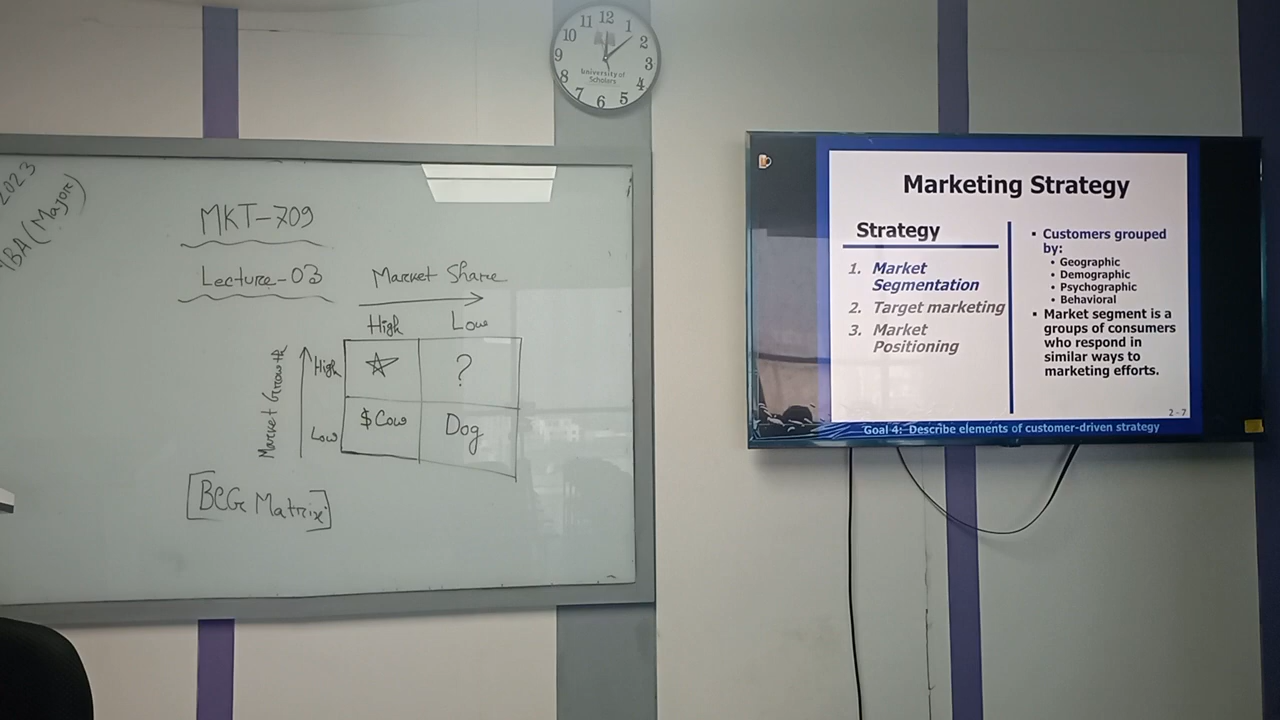 2023
MBA (Major)
MKT-709
Lecture-03
Market Share
High Low
Market Growth
High
Low
?
$ Cow
Dog
[BCG Matrix]
11 12 1
10 2
9 3
8 4
7 6 5
University of
Scholars
Marketing Strategy
Strategy
1. Market
Segmentation
2. Target marketing
3. Market
Positioning
▪ Customers grouped
by:
• Geographic
• Demographic
• Psychographic
• Behavioral
▪ Market segment is a
groups of consumers
who respond in
similar ways to
marketing efforts.
2 - 7
Goal 4: Describe elements of customer-driven strategy